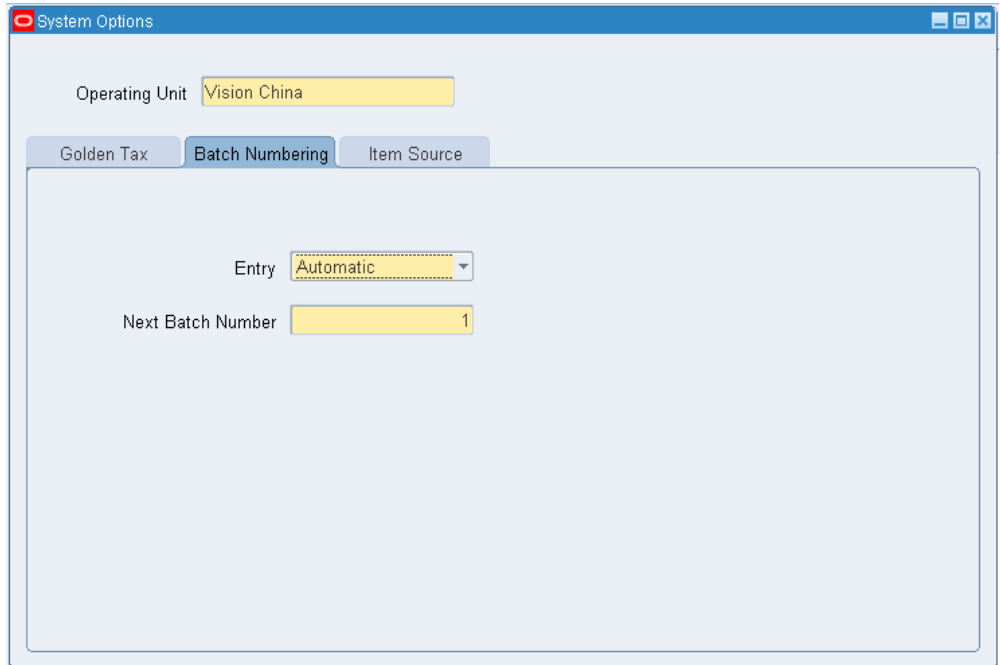 System Options
Operating Unit Vision China
Golden Tax Batch Numbering Item Source
Entry Automatic
Next Batch Number 1